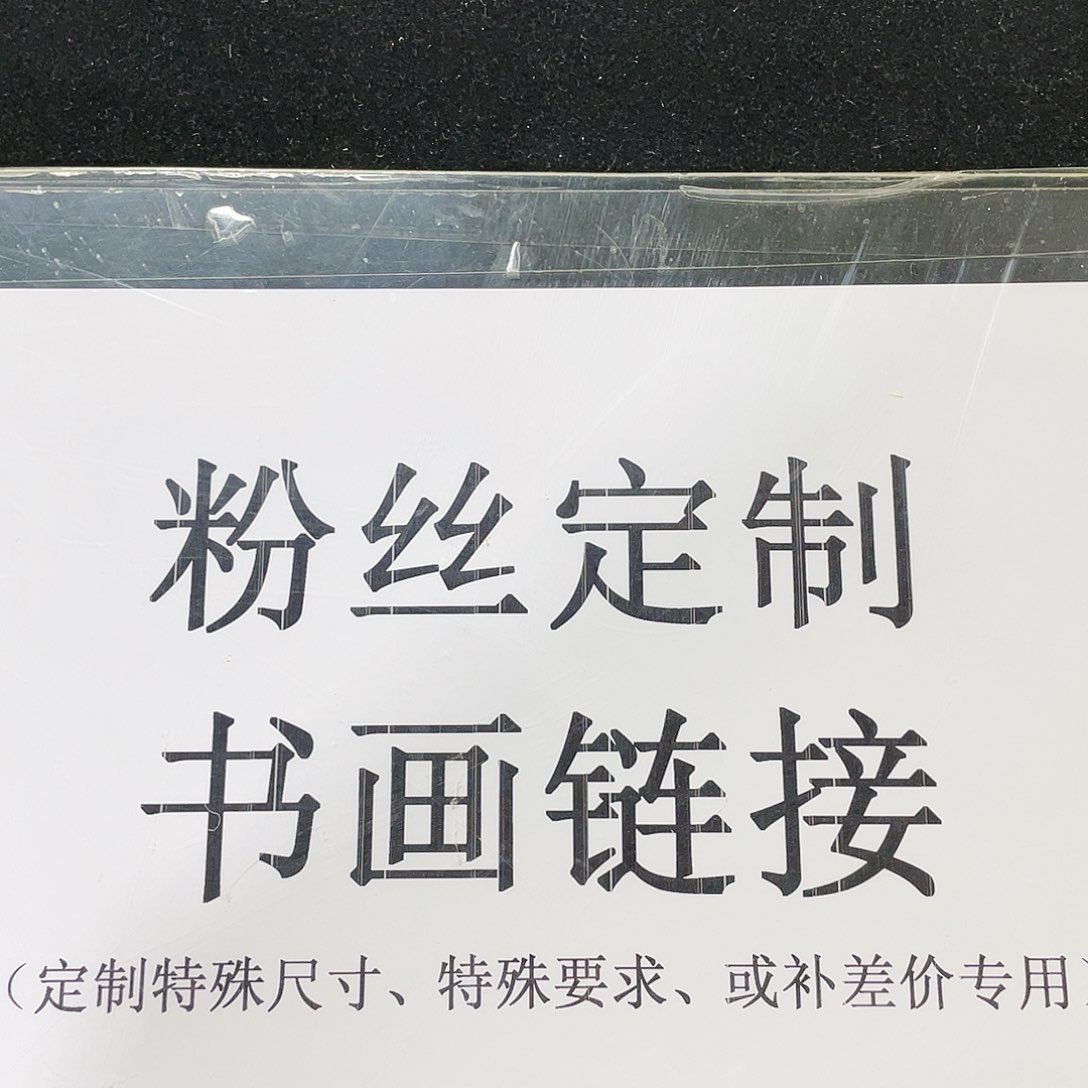 粉丝定制
书画链接
（定制特殊尺寸、特殊要求、或补差价专用）